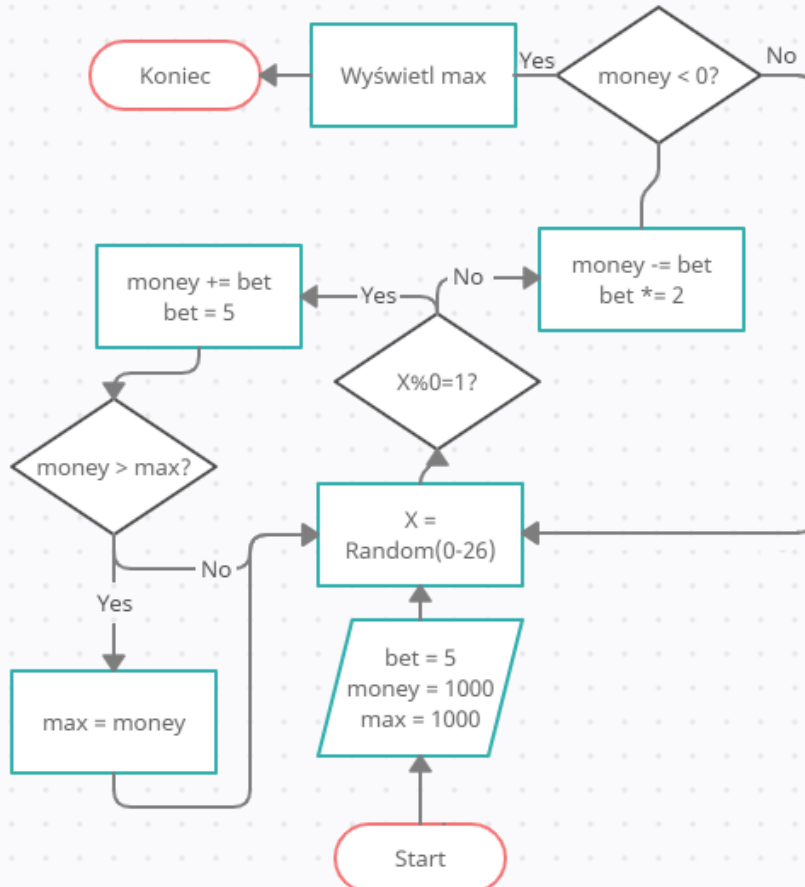 Koniec
Wyświetl max
Yes
money < 0?
No
money += bet
bet = 5
Yes
No
money -= bet
bet *= 2
X%0=1?
money > max?
X =
Random(0-26)
No
Yes
bet = 5
money = 1000
max = 1000
max = money
Start